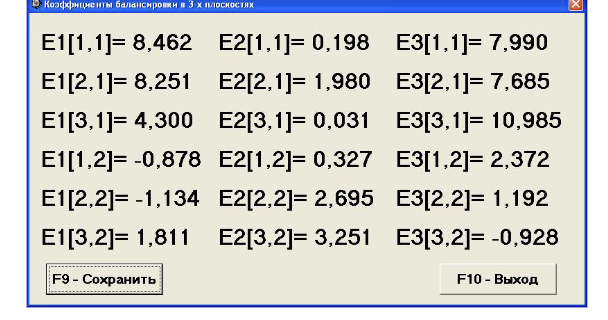 Коэффициенты балансировки в 3-х плоскостях
E1[1,1]= 8,462 E2[1,1]= 0,198 E3[1,1]= 7,990
E1[2,1]= 8,251 E2[2,1]= 1,980 E3[2,1]= 7,685
E1[3,1]= 4,300 E2[3,1]= 0,031 E3[3,1]= 10,985
E1[1,2]= -0,878 E2[1,2]= 0,327 E3[1,2]= 2,372
E1[2,2]= -1,134 E2[2,2]= 2,695 E3[2,2]= 1,192
E1[3,2]= 1,811 E2[3,2]= 3,251 E3[3,2]= -0,928
F9 - Сохранить F10 - Выход